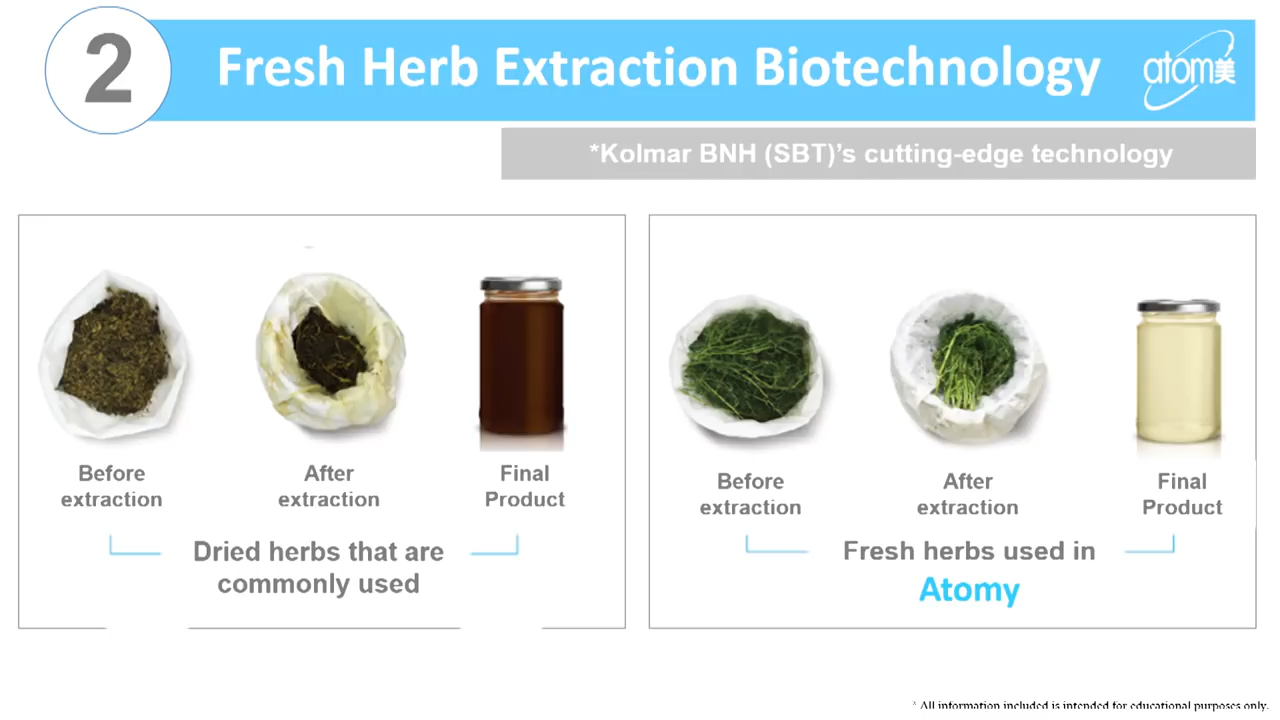 2
Fresh Herb Extraction Biotechnology
atom美
*Kolmar BNH (SBT)’s cutting-edge technology
Before
extraction
After
extraction
Final
Product
Dried herbs that are
commonly used
Before
extraction
After
extraction
Final
Product
Fresh herbs used in
Atomy
* All information included is intended for educational purposes only.